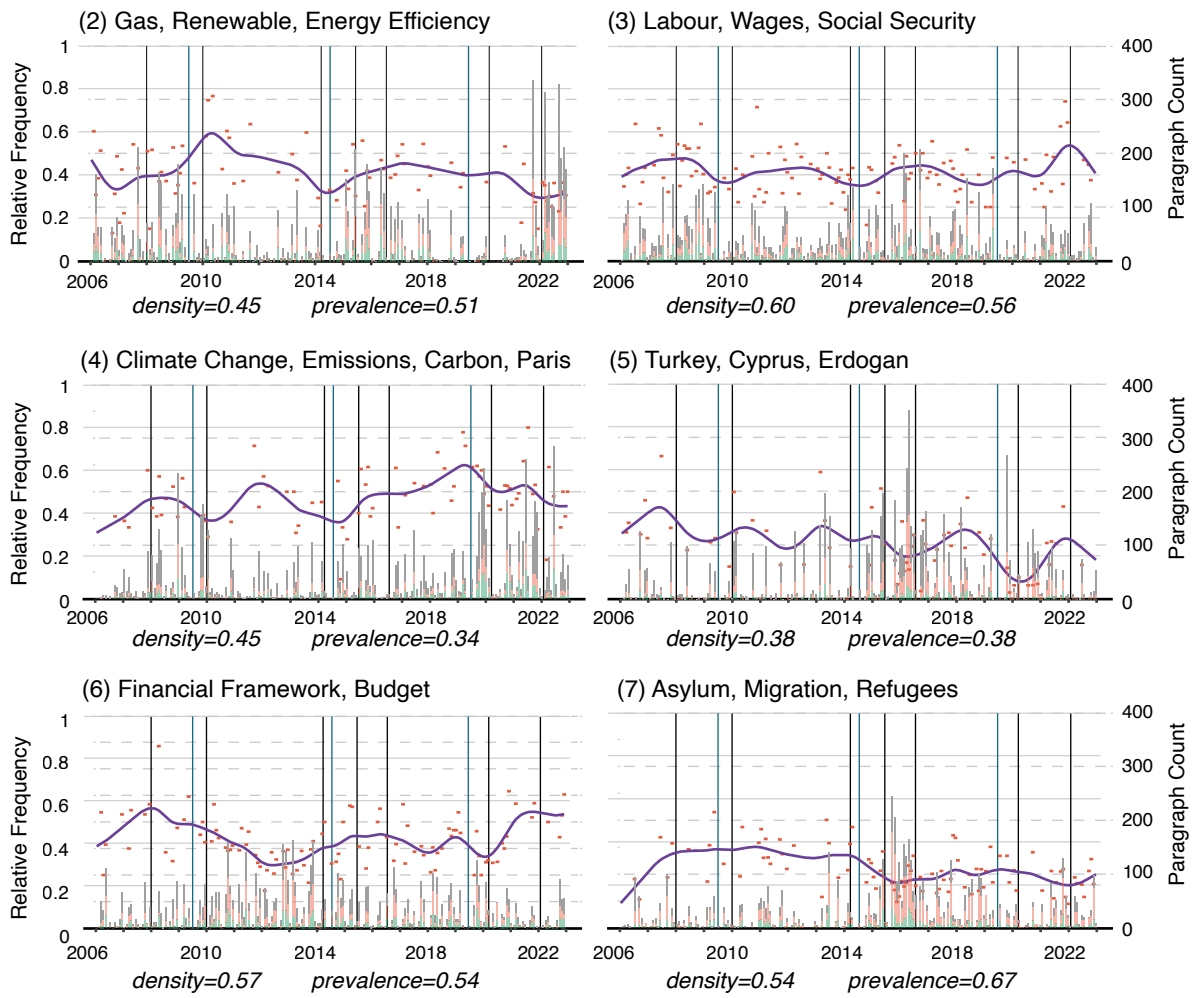 (2) Gas, Renewable, Energy Efficiency
(3) Labour, Wages, Social Security
Relative Frequency
1
0.8
0.6
0.4
0.2
0
2006
2010
2014
2018
2022
density=0.45
prevalence=0.51
400
300
200
100
0
Paragraph Count
2006
2010
2014
2018
2022
density=0.60
prevalence=0.56
(4) Climate Change, Emissions, Carbon, Paris
(5) Turkey, Cyprus, Erdogan
Relative Frequency
1
0.8
0.6
0.4
0.2
0
2006
2010
2014
2018
2022
density=0.45
prevalence=0.34
400
300
200
100
0
Paragraph Count
2006
2010
2014
2018
2022
density=0.38
prevalence=0.38
(6) Financial Framework, Budget
(7) Asylum, Migration, Refugees
Relative Frequency
1
0.8
0.6
0.4
0.2
0
2006
2010
2014
2018
2022
density=0.57
prevalence=0.54
400
300
200
100
0
Paragraph Count
2006
2010
2014
2018
2022
density=0.54
prevalence=0.67